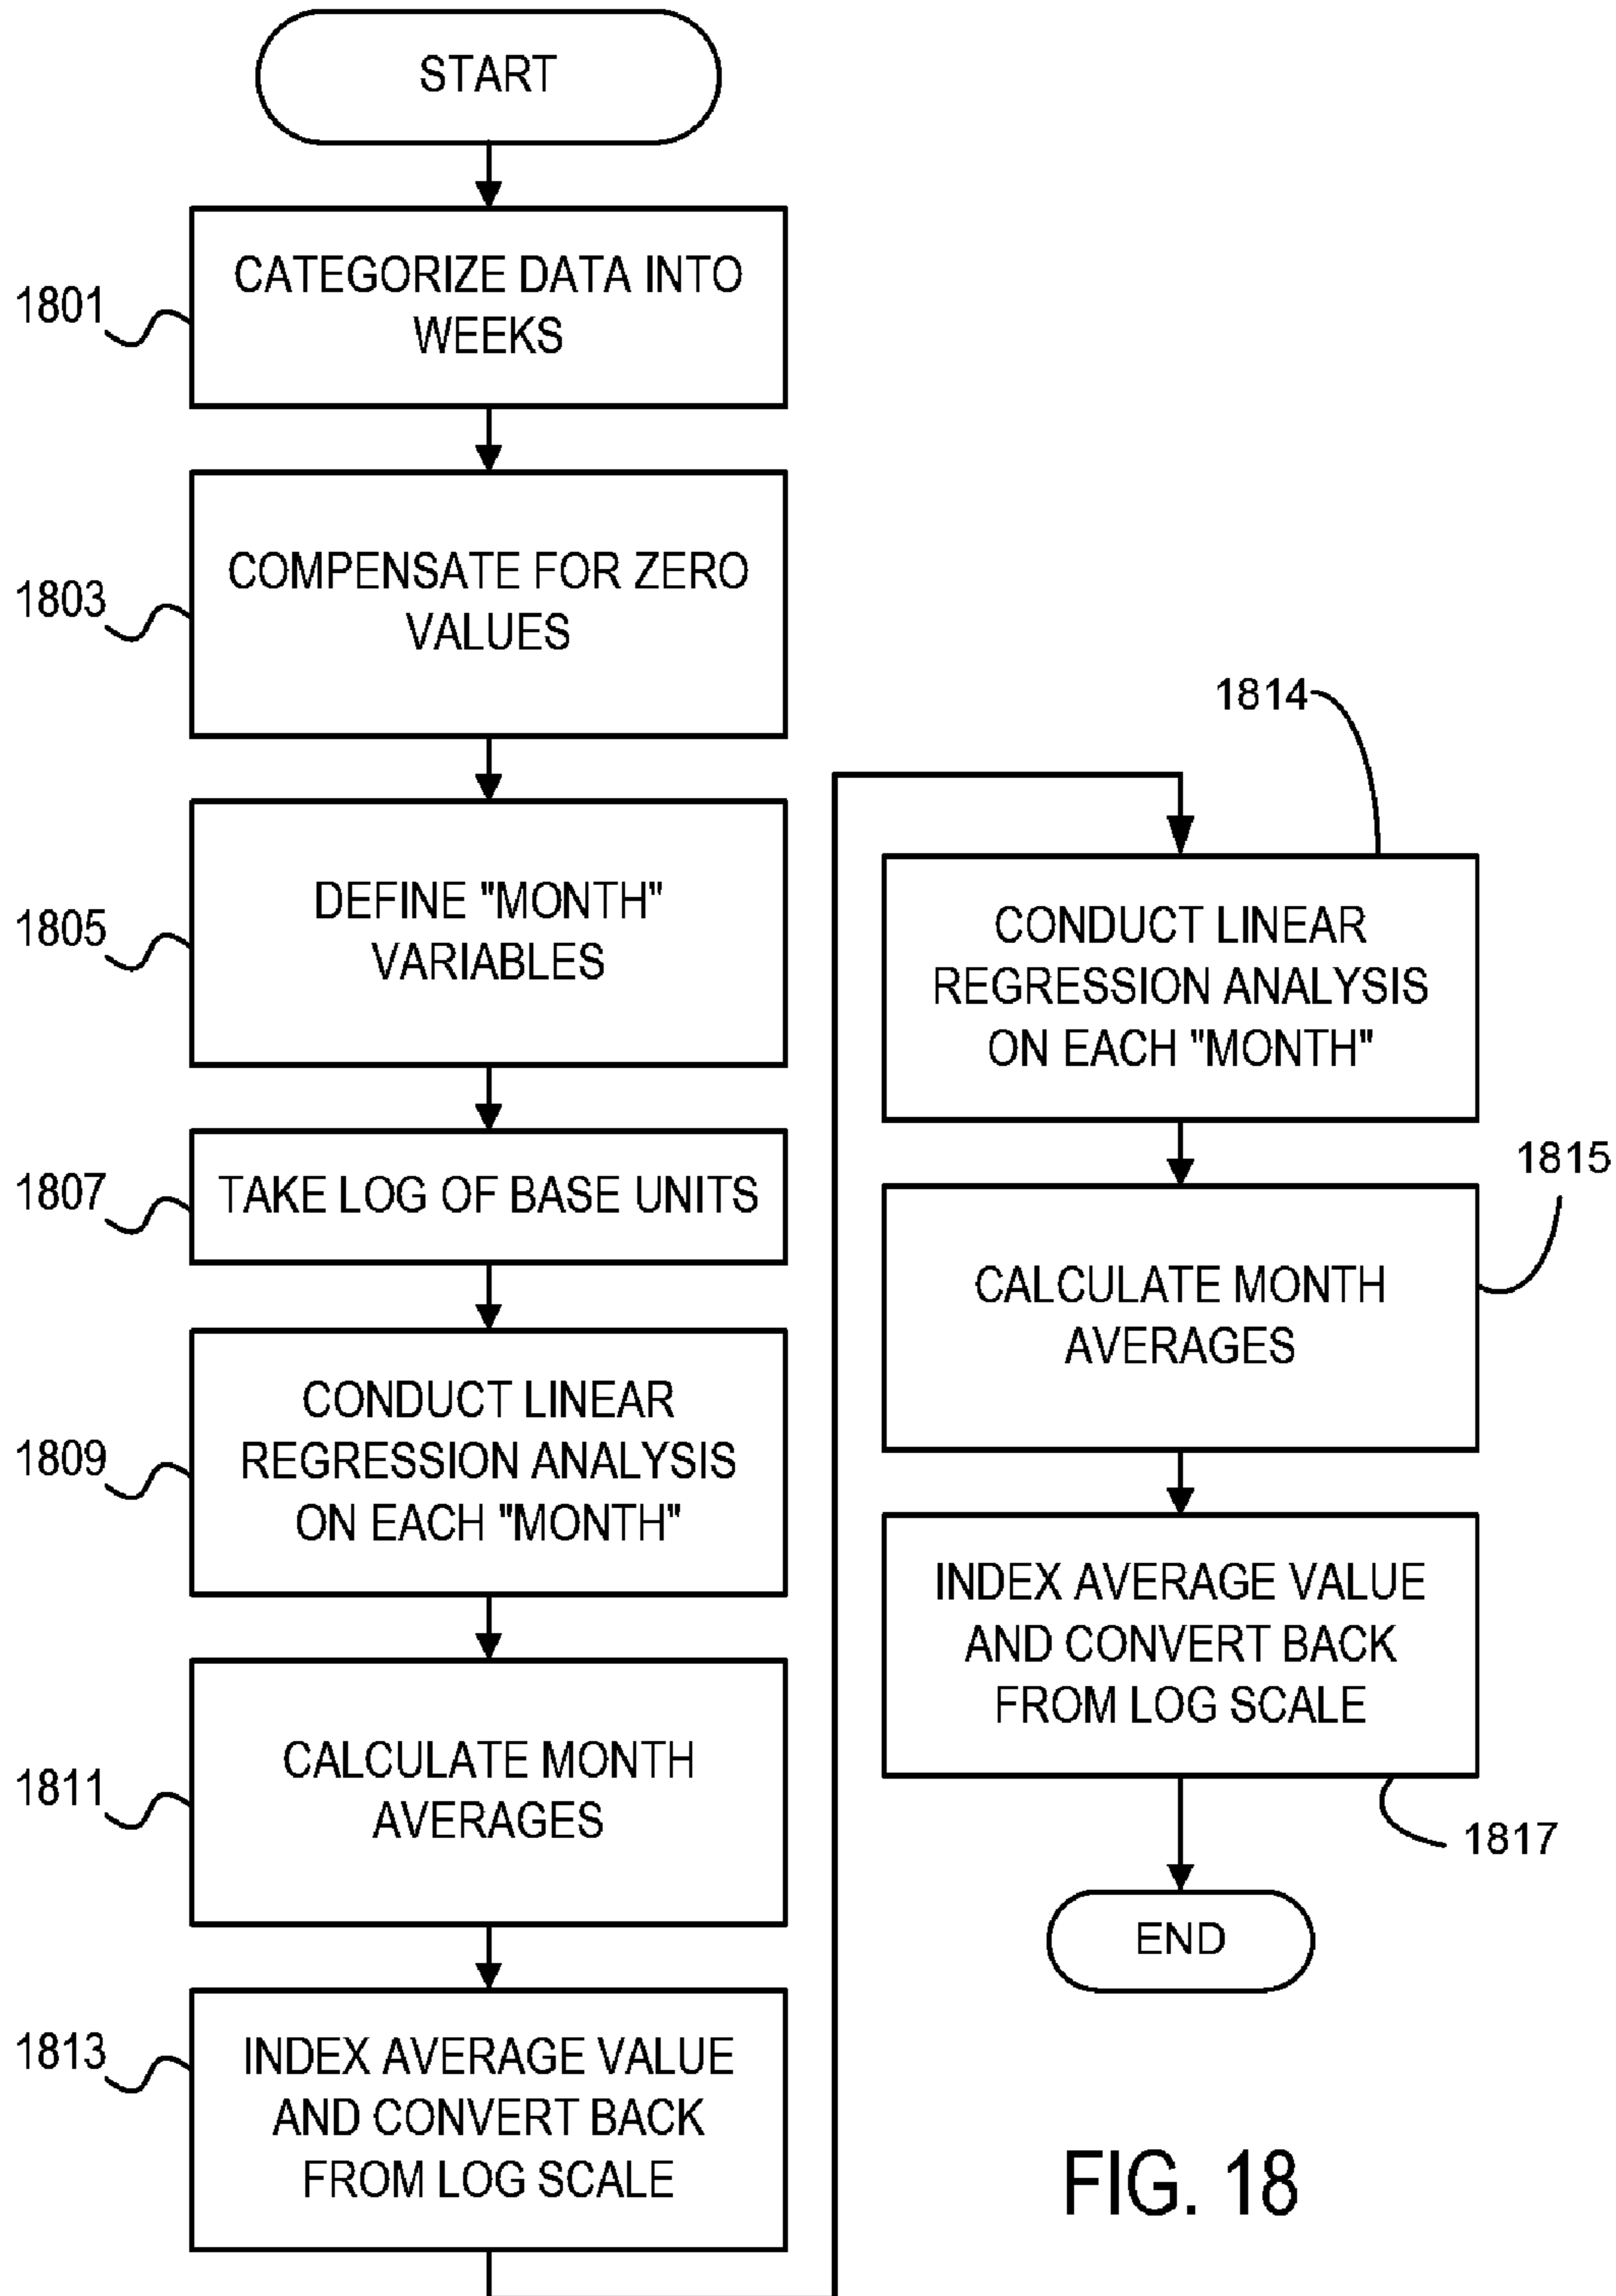 START
1801
CATEGORIZE DATA INTO
WEEKS
1803
COMPENSATE FOR ZERO
VALUES
1805
DEFINE "MONTH"
VARIABLES
1807
TAKE LOG OF BASE UNITS
1809
CONDUCT LINEAR
REGRESSION ANALYSIS
ON EACH "MONTH"
1811
CALCULATE MONTH
AVERAGES
1813
INDEX AVERAGE VALUE
AND CONVERT BACK
FROM LOG SCALE
1814
CONDUCT LINEAR
REGRESSION ANALYSIS
ON EACH "MONTH"
1815
CALCULATE MONTH
AVERAGES
INDEX AVERAGE VALUE
AND CONVERT BACK
FROM LOG SCALE
1817
END
FIG. 18